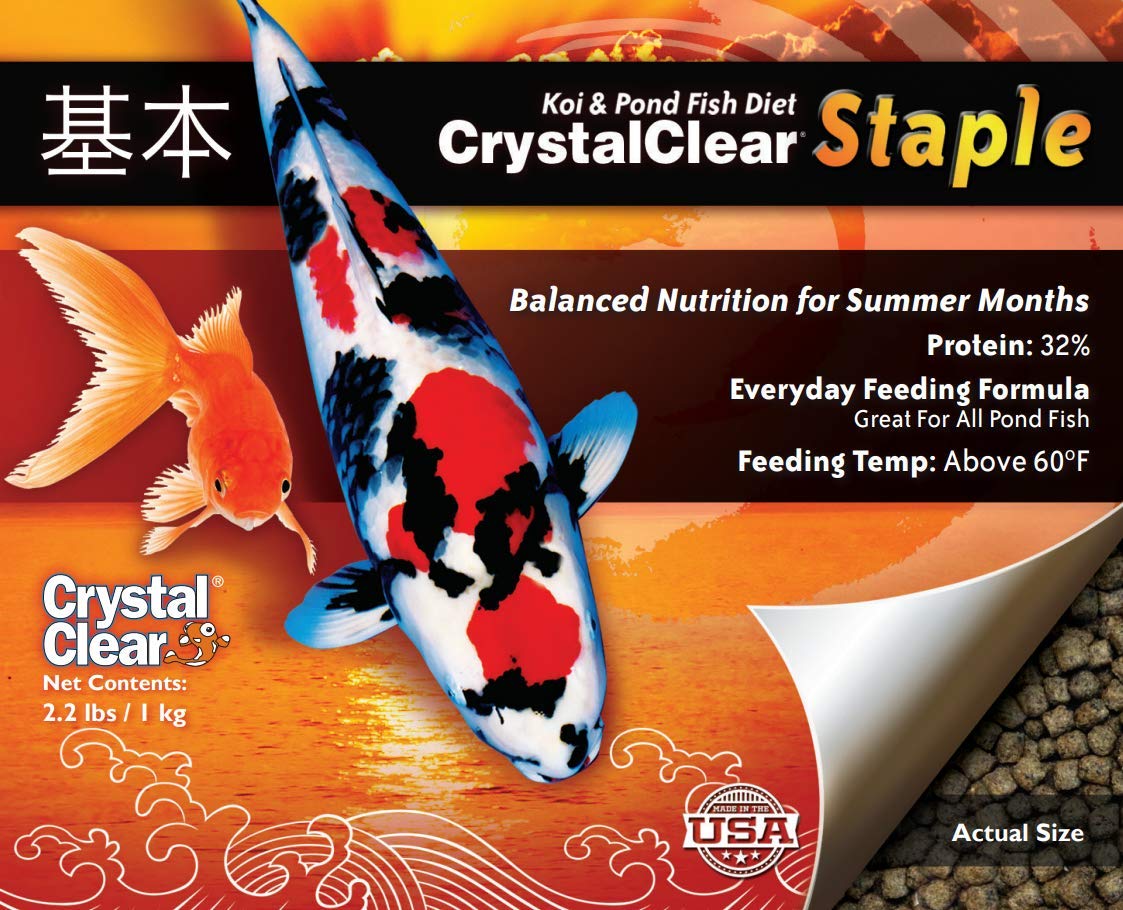 基本
Koi & Pond Fish Diet
CrystalClear® Staple
Balanced Nutrition for Summer Months
Protein: 32%
Everyday Feeding Formula
Great For All Pond Fish
Feeding Temp: Above 60ºF
Crystal®
Clear
Net Contents:
2.2 lbs / 1 kg
MADE IN THE
USA
Actual Size